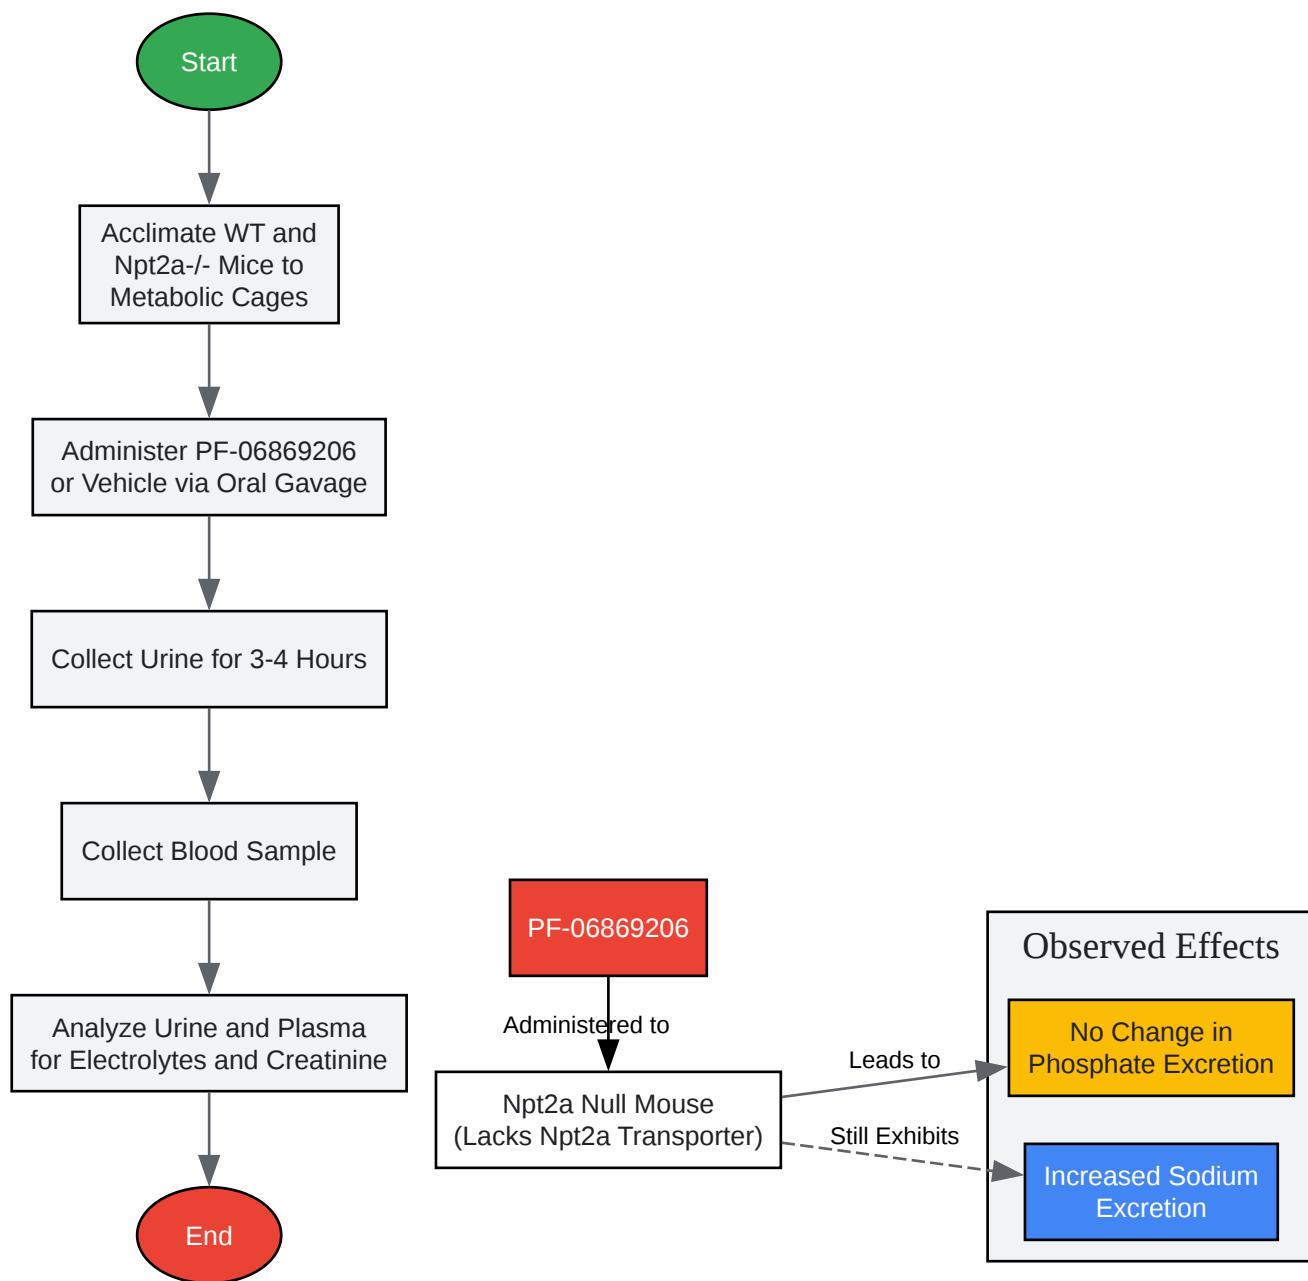 Start
Acclimate WT and
Npt2a-/- Mice to
Metabolic Cages
Administer PF-06869206
or Vehicle via Oral Gavage
Collect Urine for 3-4 Hours
Collect Blood Sample
Analyze Urine and Plasma
for Electrolytes and Creatinine
End
PF-06869206
Administered to
Npt2a Null Mouse
(Lacks Npt2a Transporter)
Leads to
Still Exhibits
Observed Effects
No Change in
Phosphate Excretion
Increased Sodium
Excretion